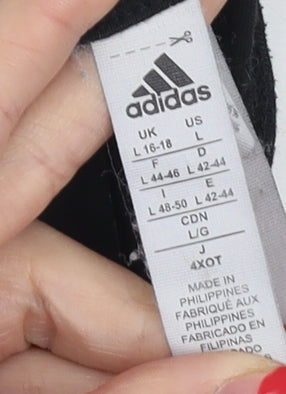 adidas
UK US
L 16-18 L
F D
L 44-46 L 42-44
I E
L 48-50 L 42-44
CDN
L/G
J
4XOT
MADE IN
PHILIPPINES
FABRIQUÉ AUX
PHILIPPINES
FABRICADO EN
FILIPINAS